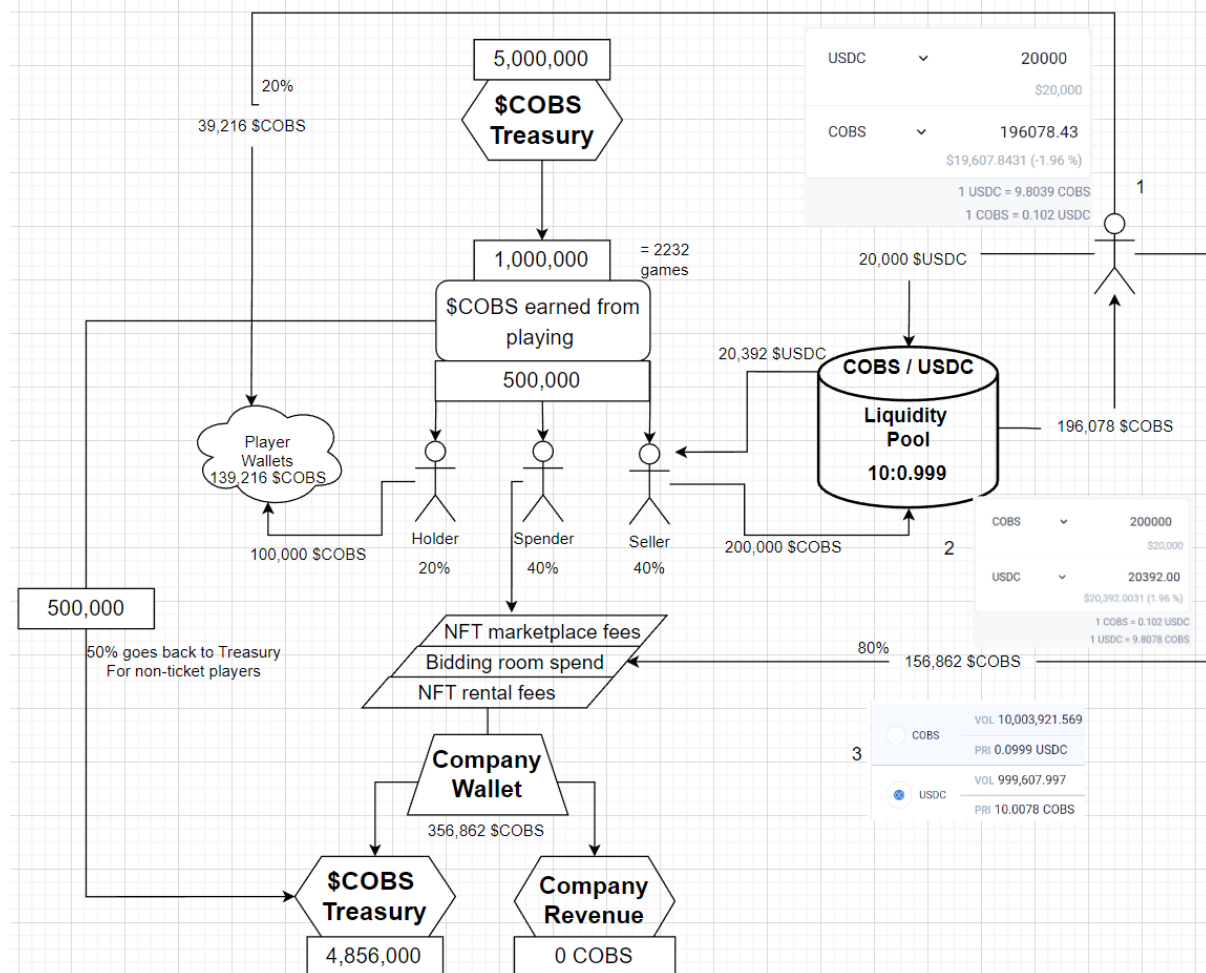 5,000,000
$COBS
Treasury
20%
39,216 $COBS
USDC 20000
$20,000
COBS 196078.43
$19,607.8431 (-1.96 %)
1 USDC = 9.8039 COBS
1 COBS = 0.102 USDC
1
1,000,000
= 2232
games
$COBS earned from
playing
500,000
20,000 $USDC
20,392 $USDC
COBS / USDC
Liquidity
Pool
10:0.999
196,078 $COBS
Player
Wallets
139,216 $COBS
100,000 $COBS
Holder
20%
Spender
40%
Seller
40%
200,000 $COBS
2
COBS 200000
$20,000
USDC 20392.00
$20,392.0031 (1.96 %)
1 COBS = 0.102 USDC
1 USDC = 9.8078 COBS
500,000
50% goes back to Treasury
For non-ticket players
NFT marketplace fees
Bidding room spend
NFT rental fees
80%
156,862 $COBS
3
COBS
VOL 10,003,921.569
PRI 0.0999 USDC
USDC
VOL 999,607.997
PRI 10.0078 COBS
Company
Wallet
356,862 $COBS
$COBS
Treasury
4,856,000
Company
Revenue
0 COBS